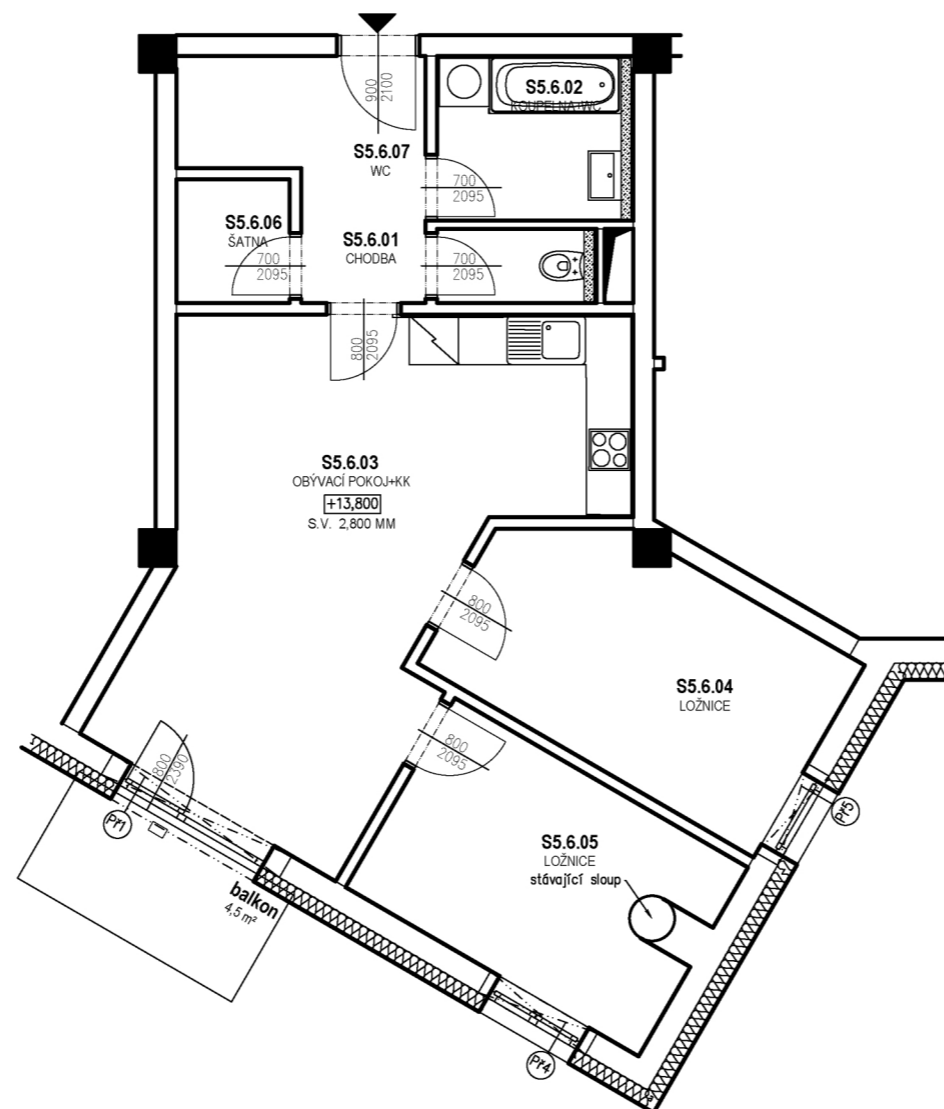 900
2100
S5.6.02
KOUPELNA+WC
S5.6.07
WC
700
2095
S5.6.06
ŠATNA
700
2095
S5.6.01
CHODBA
700
2095
800
2095
S5.6.03
OBÝVACÍ POKOJ+KK
+13,800
S.V. 2,800 MM
800
2095
S5.6.04
LOŽNICE
800
2095
800
2390
Př1
Př5
S5.6.05
LOŽNICE
stávající sloup
balkon
4,5 m²
Př4